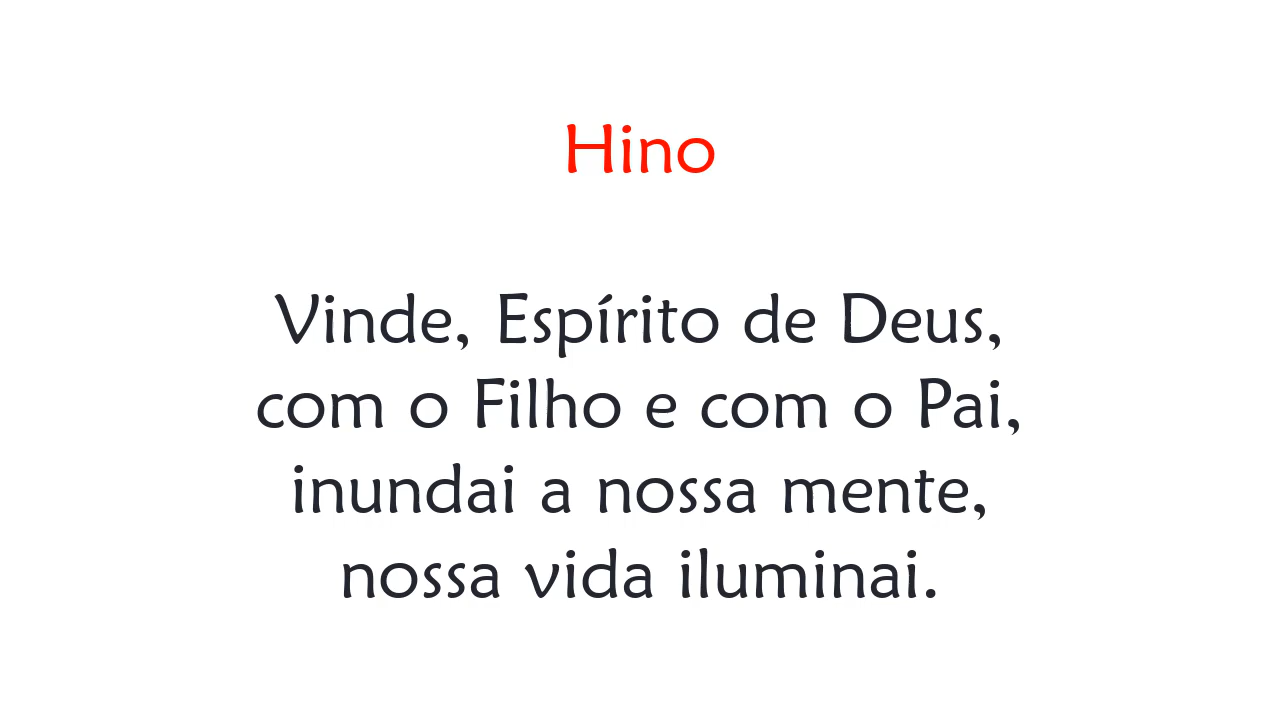 Hino
Vinde, Espírito de Deus,
com o Filho e com o Pai,
inundai a nossa mente,
nossa vida iluminai.